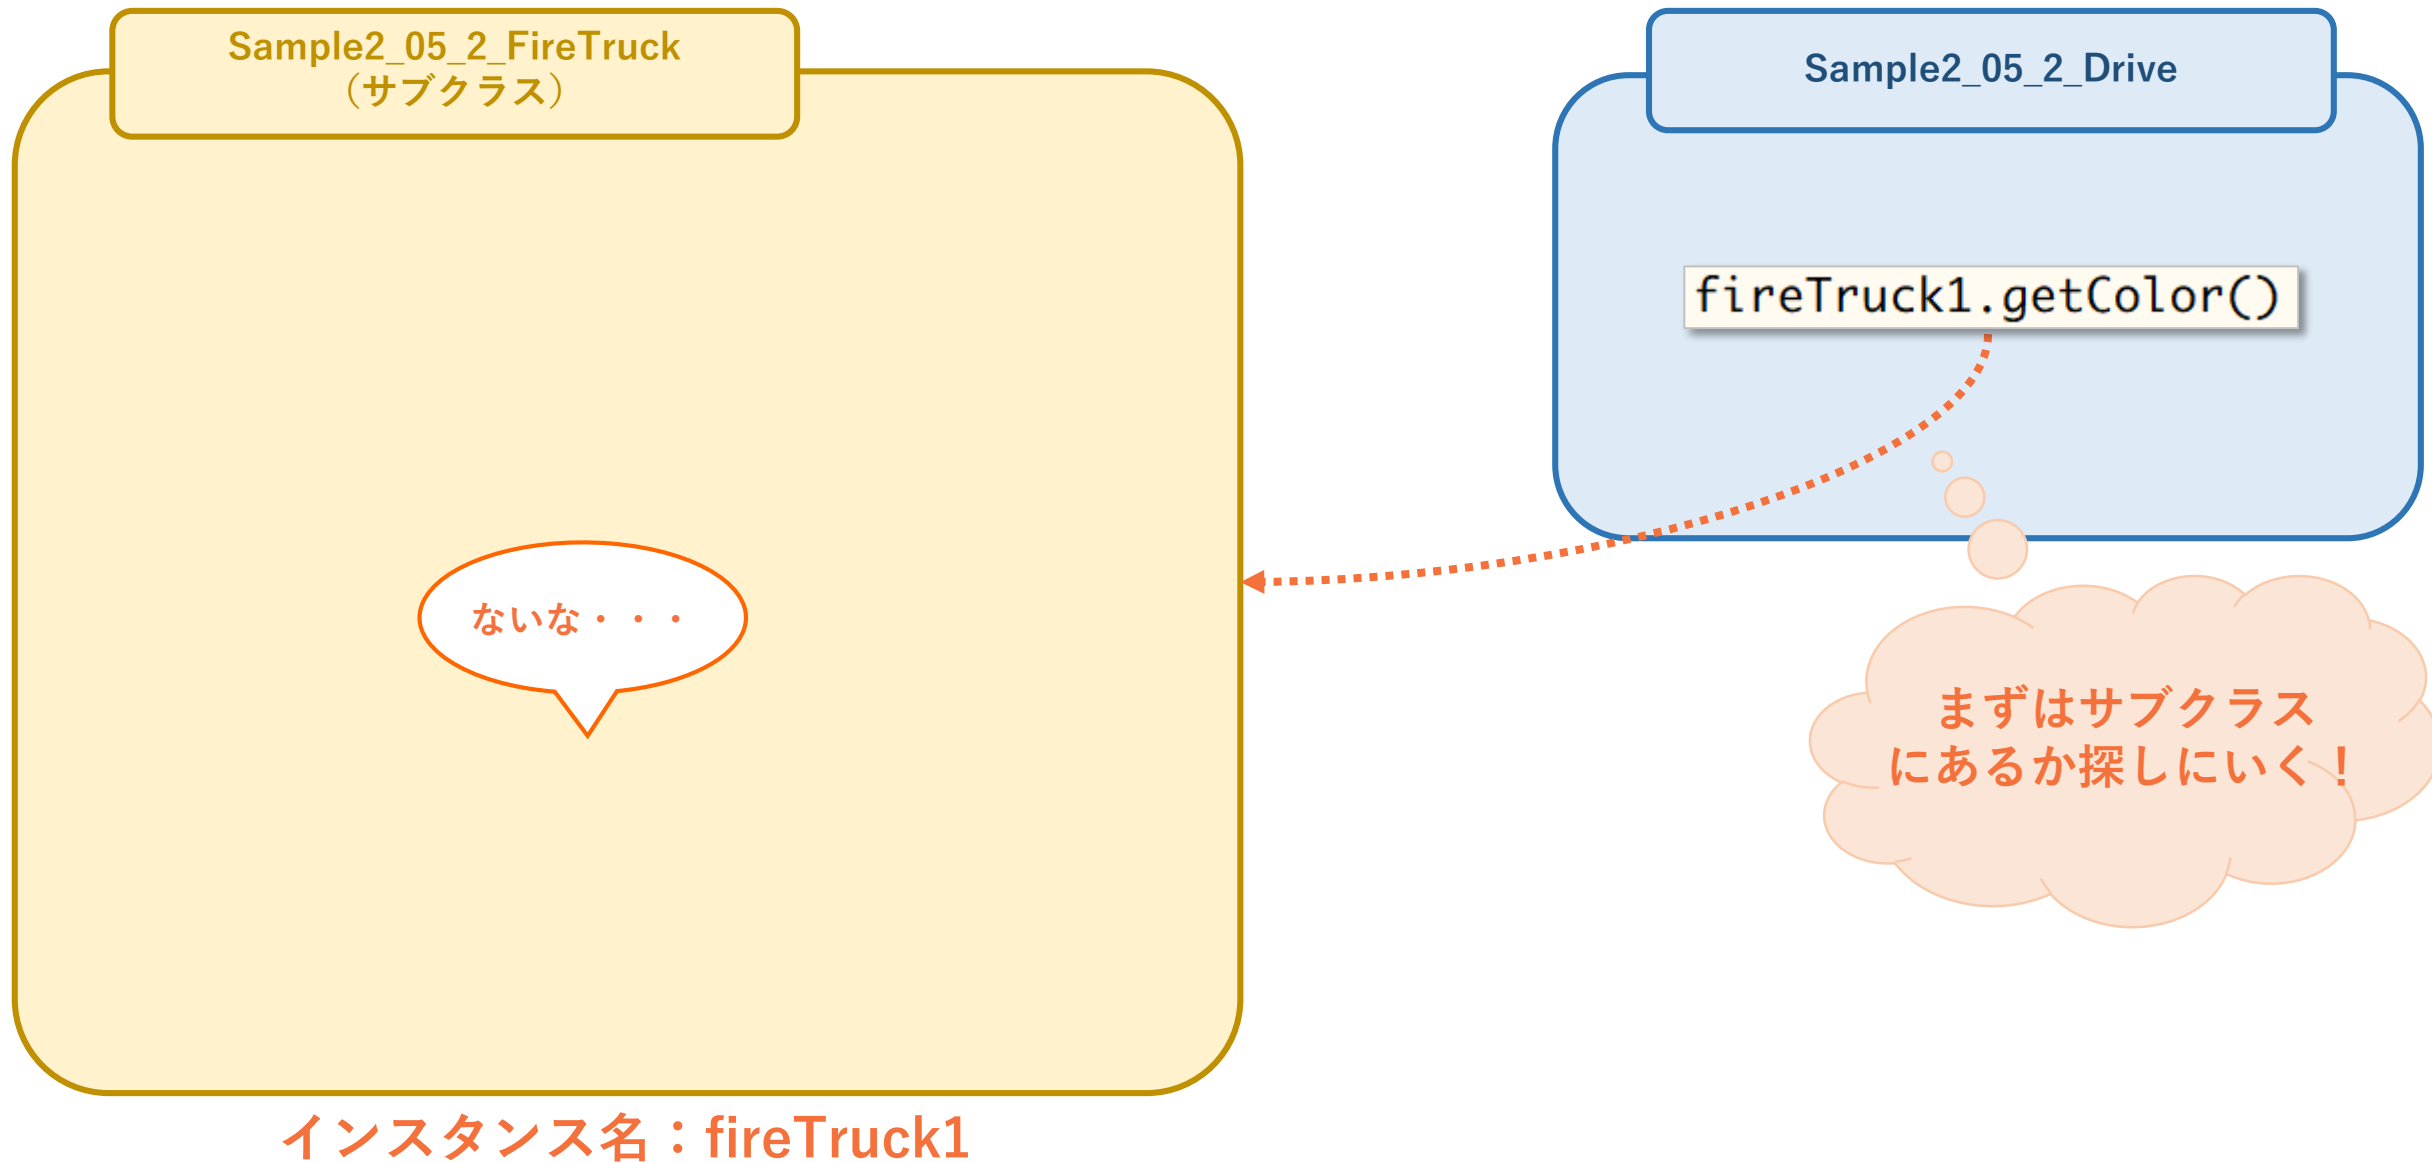 Sample2_05_2_FireTruck
（サブクラス）
Sample2_05_2_Drive
fireTruck1.getColor()
ないな・・・
まずはサブクラス
にあるか探しにいく！
インスタンス名：fireTruck1